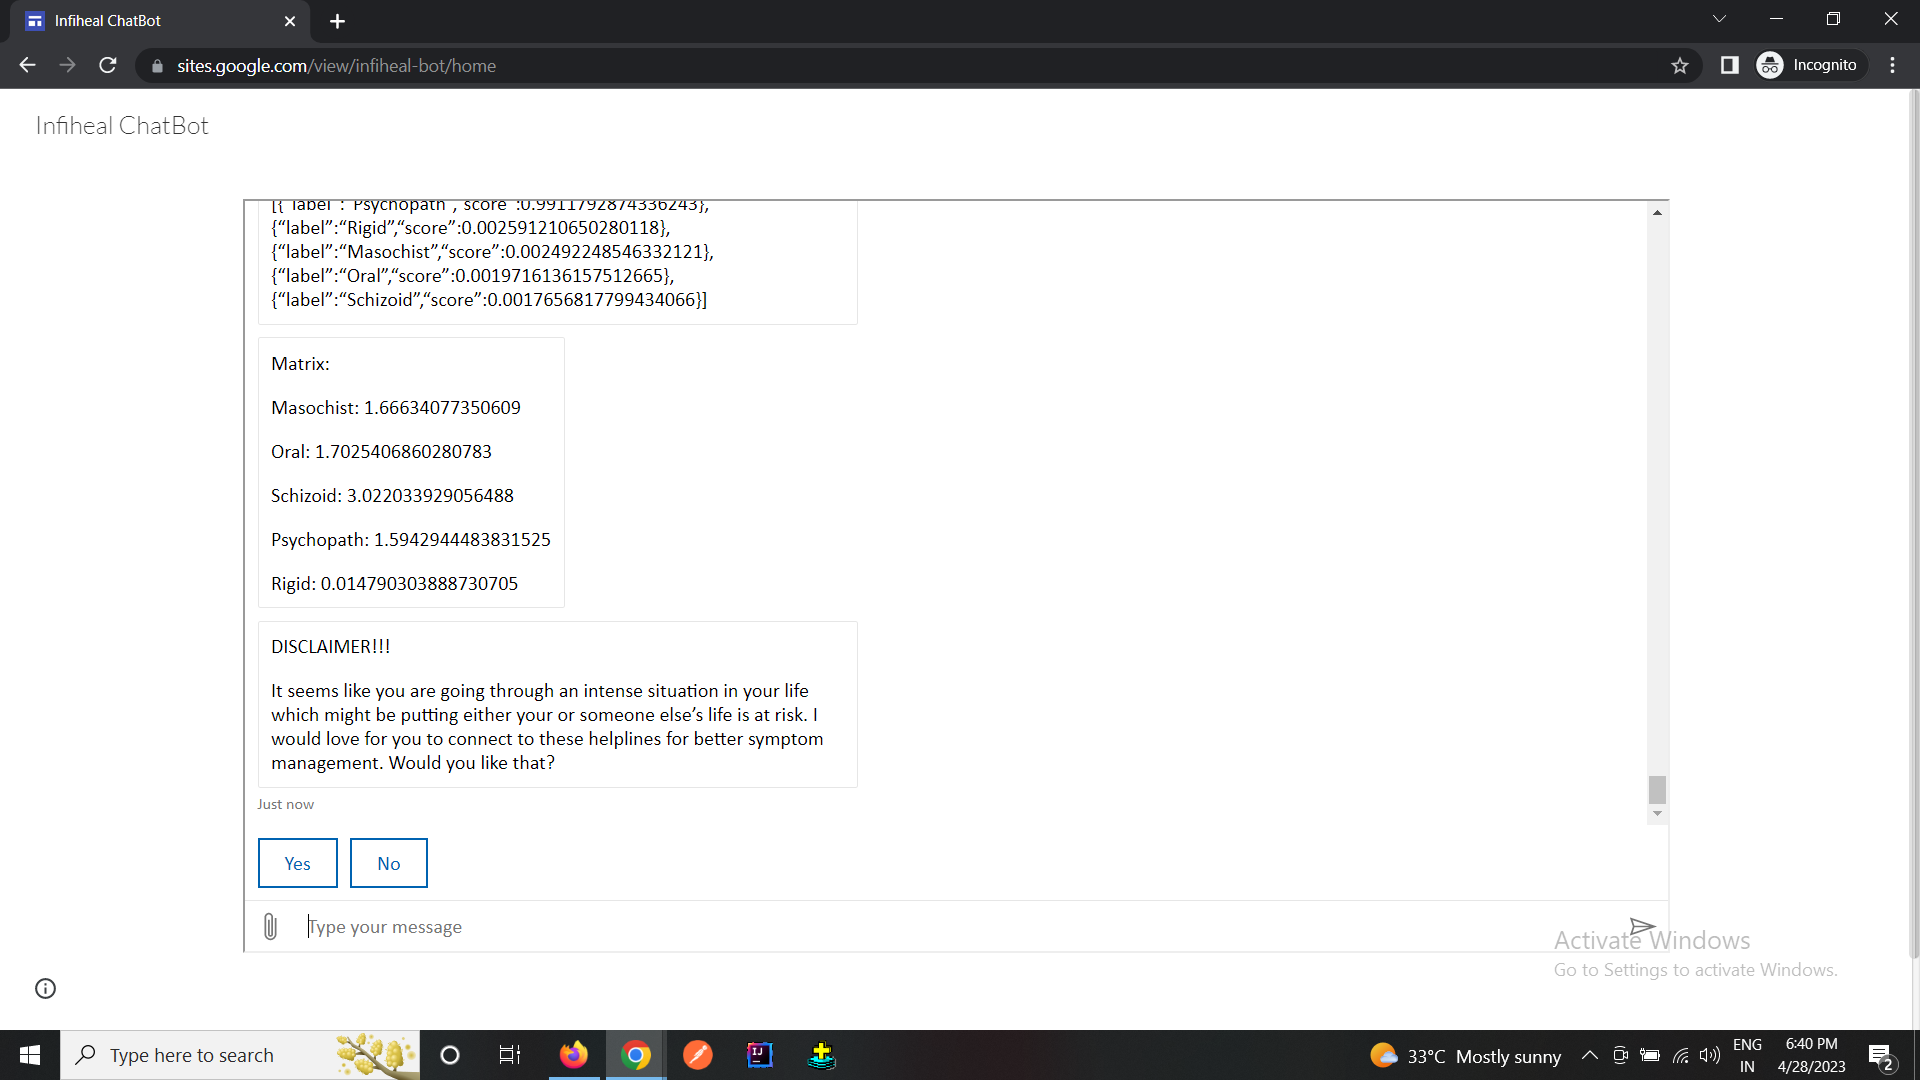 Infiheal ChatBot
sites.google.com/view/infiheal-bot/home
Incognito
Infiheal ChatBot
[{"label":"Psychopath","score":0.9911792874336243},
{“label”:“Rigid”,“score”:0.002591210650280118},
{“label”:“Masochist”,“score”:0.002492248546332121},
{“label”:“Oral”,“score”:0.0019716136157512665},
{“label”:“Schizoid”,“score”:0.0017656817799434066}]
Matrix:
Masochist: 1.66634077350609
Oral: 1.7025406860280783
Schizoid: 3.022033929056488
Psychopath: 1.5942944483831525
Rigid: 0.014790303888730705
DISCLAIMER!!!
It seems like you are going through an intense situation in your life
which might be putting either your or someone else’s life is at risk. I
would love for you to connect to these helplines for better symptom
management. Would you like that?
Just now
Yes
No
Type your message
Activate Windows
Go to Settings to activate Windows.
Type here to search
IJ
33°C Mostly sunny
ENG
IN
6:40 PM
4/28/2023
2